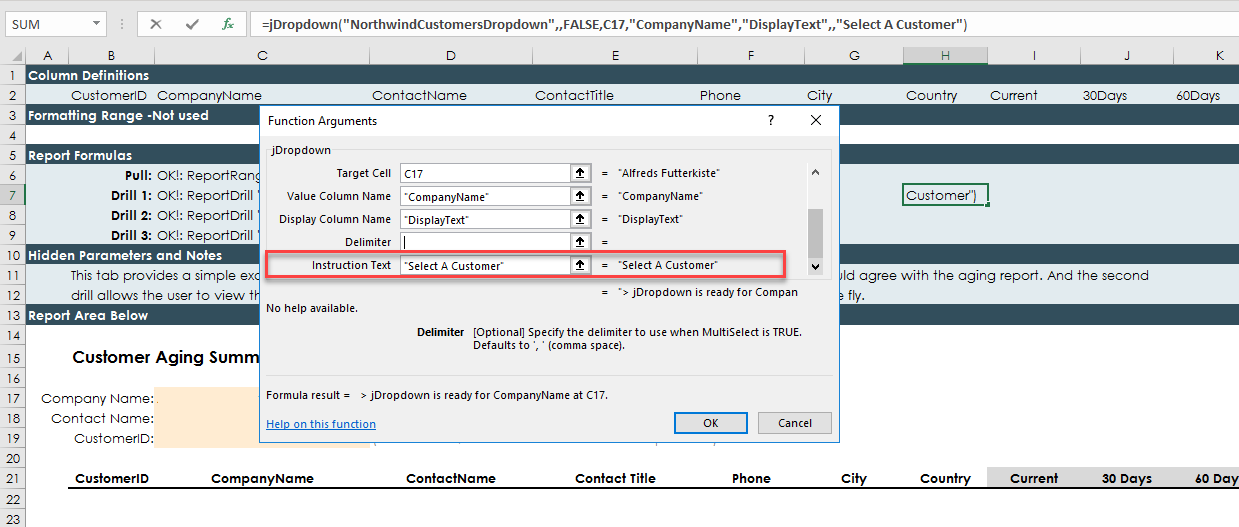 SUM
=jDropdown("NorthwindCustomersDropdown",,FALSE,C17,"CompanyName","DisplayText",,"Select A Customer")
A B C D E F G H I J K
1 Column Definitions
2 CustomerID CompanyName ContactName ContactTitle Phone City Country Current 30Days 60Days
3 Formatting Range -Not used
Function Arguments ? ×
4
jDropdown
5 Report Formulas
6 Pull: OK!: ReportRang
Target Cell C17 = "Alfreds Futterkiste"
7 Drill 1: OK!: ReportDrill "
Value Column Name "CompanyName" = "CompanyName"
Customer")
8 Drill 2: OK!: ReportDrill "
Display Column Name "DisplayText" = "DisplayText"
9 Drill 3: OK!: ReportDrill "
Delimiter =
10 Hidden Parameters and Notes
Instruction Text "Select A Customer" = "Select A Customer"
11 This tab provides a simple exa
uld agree with the aging report. And the second
12 drill allows the user to view th
e fly.
= "> jDropdown is ready for Compan
No help available.
13 Report Area Below
Delimiter [Optional] Specify the delimiter to use when MultiSelect is TRUE.
Defaults to ', ' (comma space).
14
15 Customer Aging Summ
16
17 Company Name:
Formula result = > jDropdown is ready for CompanyName at C17.
18 Contact Name:
Help on this function OK Cancel
19 CustomerID:
20
21 CustomerID CompanyName ContactName Contact Title Phone City Country Current 30 Days 60 Day
22
23